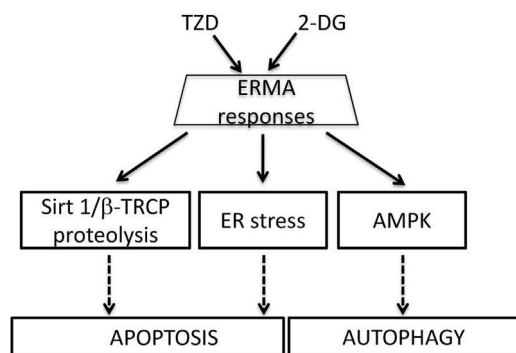 TZD 2-DG
ERMA
responses
Sirt 1/β-TRCP
proteolysis
ER stress
AMPK
APOPTOSIS
AUTOPHAGY